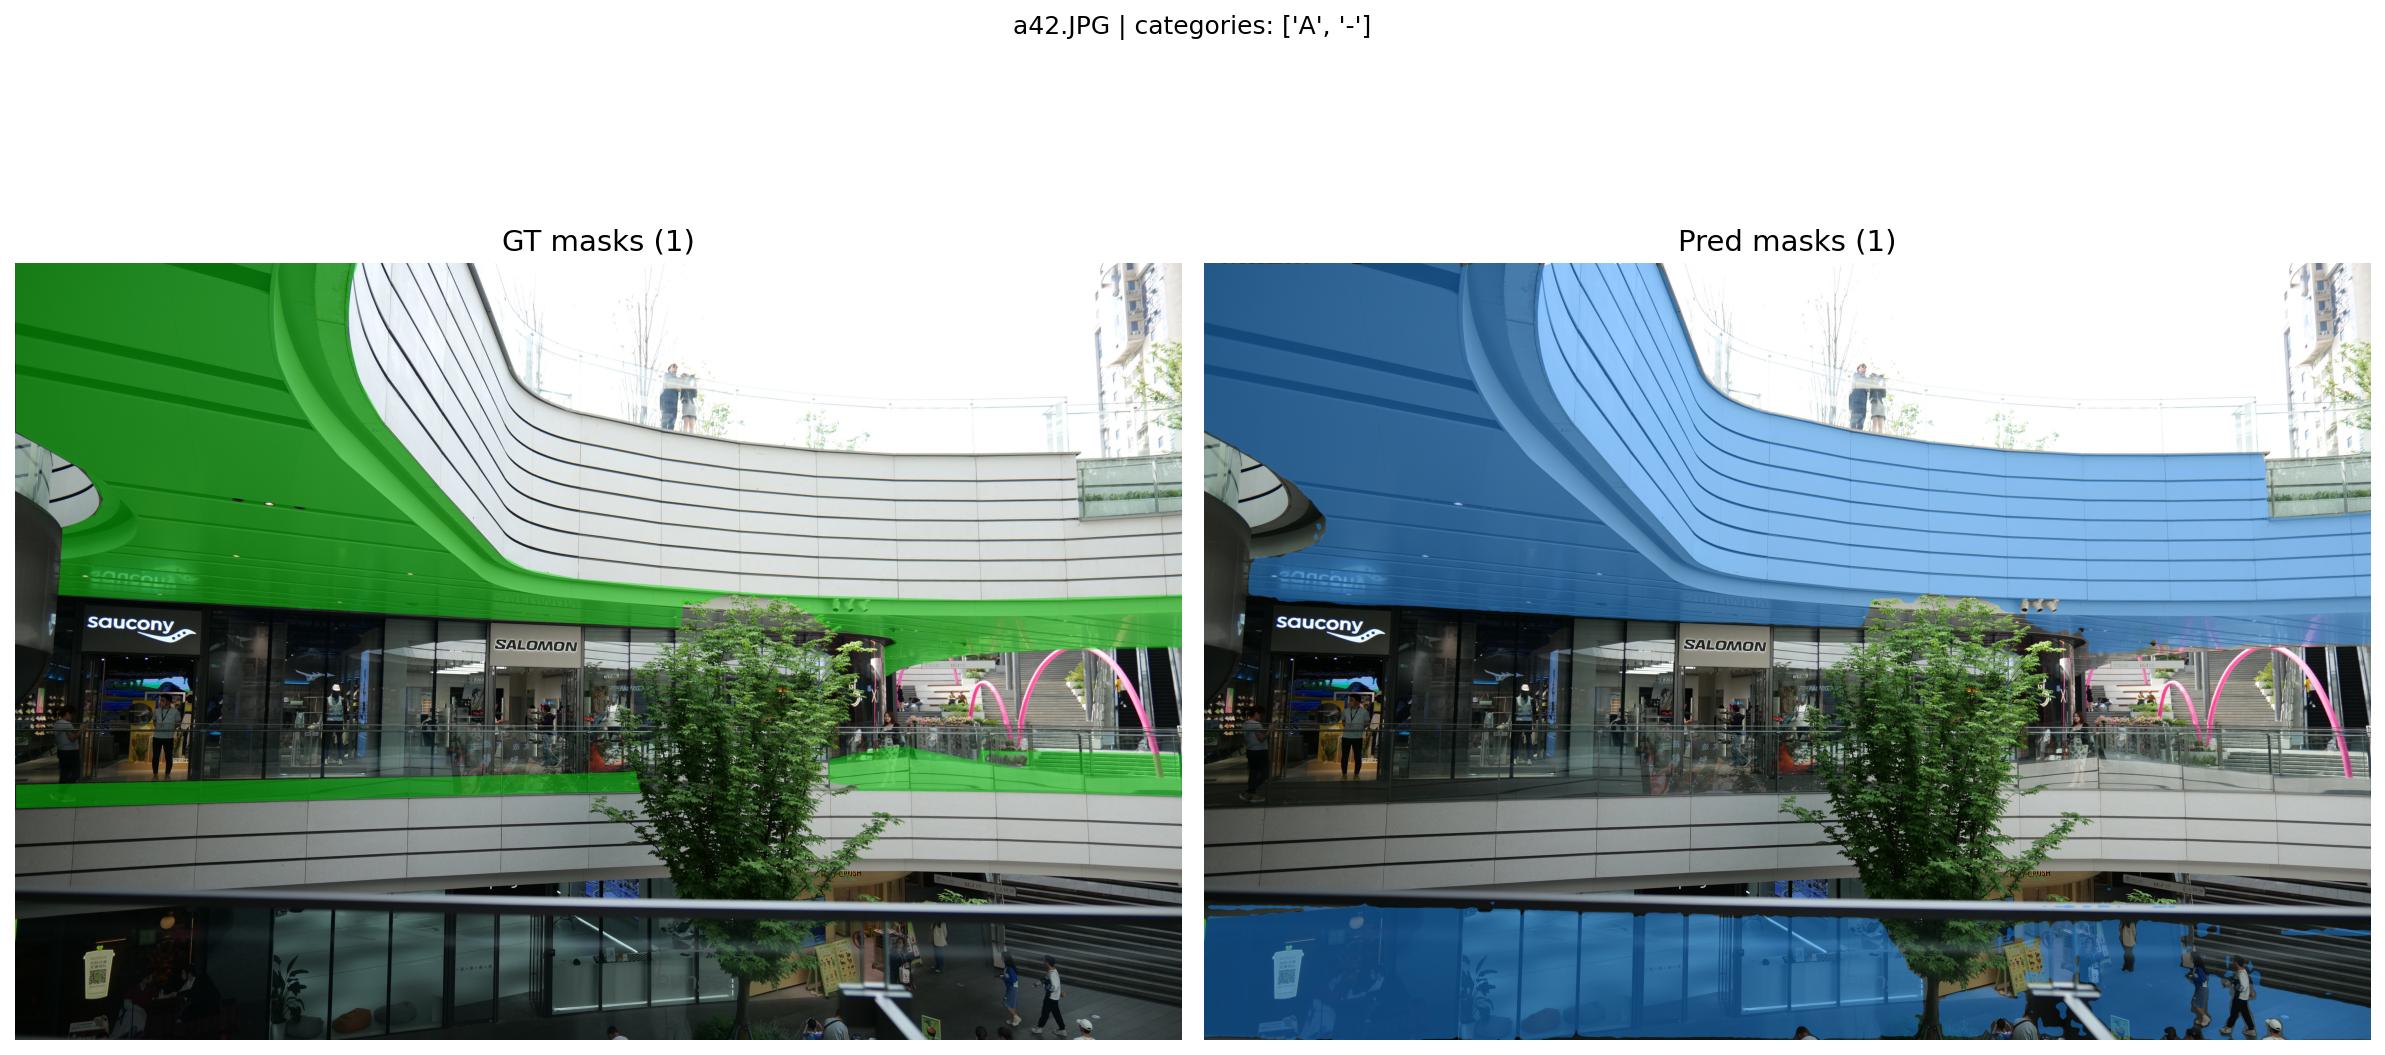 a42.JPG | categories: ['A', '-']
GT masks (1)
Pred masks (1)
saucony
SALOMON
saucony
SALOMON